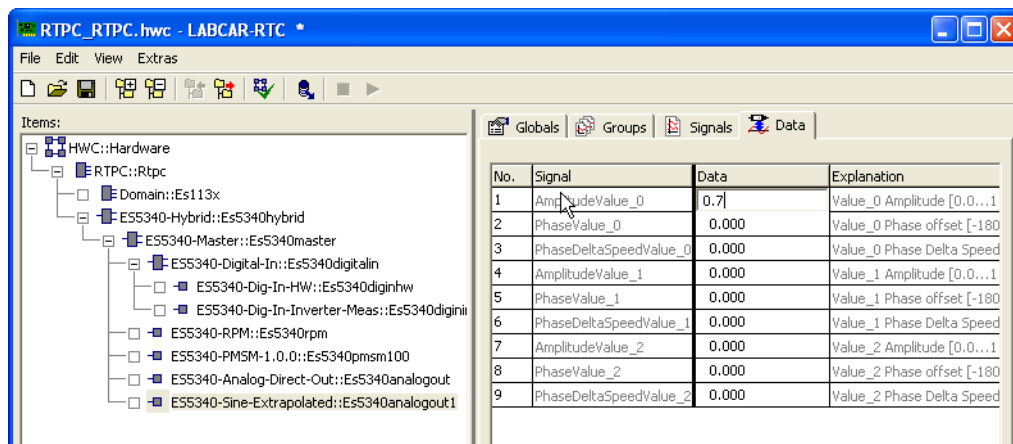 RTPC_RTPC.hwc - LABCAR-RTC *
File Edit View Extras
Items:
HWC::Hardware
RTPC::Rtpc
Domain::Es113x
ES5340-Hybrid::Es5340hybrid
ES5340-Master::Es5340master
ES5340-Digital-In::Es5340digitalin
ES5340-Dig-In-HW::Es5340diginhw
ES5340-Dig-In-Inverter-Meas::Es5340diginin
ES5340-RPM::Es5340rpm
ES5340-PMSM-1.0.0::Es5340pmsm100
ES5340-Analog-Direct-Out::Es5340analogout
ES5340-Sine-Extrapolated::Es5340analogout1
Globals Groups Signals Data
No. Signal Data Explanation
1 AmplitudeValue_0 0.7 Value_0 Amplitude [0.0...1
2 PhaseValue_0 0.000 Value_0 Phase offset [-180
3 PhaseDeltaSpeedValue_0 0.000 Value_0 Phase Delta Speed
4 AmplitudeValue_1 0.000 Value_1 Amplitude [0.0...1
5 PhaseValue_1 0.000 Value_1 Phase offset [-180
6 PhaseDeltaSpeedValue_1 0.000 Value_1 Phase Delta Speed
7 AmplitudeValue_2 0.000 Value_2 Amplitude [0.0...1
8 PhaseValue_2 0.000 Value_2 Phase offset [-180
9 PhaseDeltaSpeedValue_2 0.000 Value_2 Phase Delta Speed